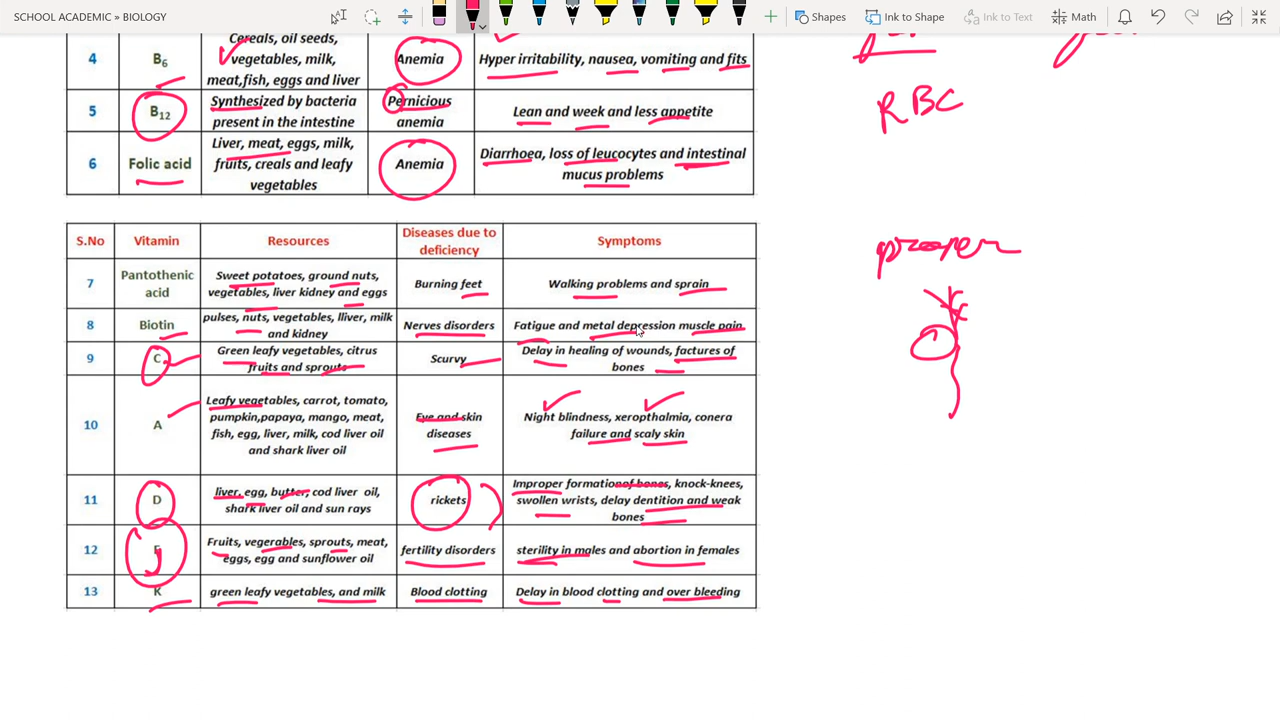 SCHOOL ACADEMIC » BIOLOGY
Shapes
Ink to Shape
Ink to Text
Math
4
B6
Cereals, oil seeds,
vegetables, milk,
meat,fish, eggs and liver
Anemia
Hyper irritability, nausea, vomiting and fits
5
B12
Synthesized by bacteria
present in the intestine
Pernicious
anemia
Lean and week and less appetite
6
Folic acid
Liver, meat, eggs, milk,
fruits, creals and leafy
vegetables
Anemia
Diarrhoea, loss of leucocytes and intestinal
mucus problems
RBC
S.No
Vitamin
Resources
Diseases due to
deficiency
Symptoms
7
Pantothenic
acid
Sweet potatoes, ground nuts,
vegetables, liver kidney and eggs
Burning feet
Walking problems and sprain
8
Biotin
pulses, nuts, vegetables, lliver, milk
and kidney
Nerves disorders
Fatigue and metal depression muscle pain
9
C
Green leafy vegetables, citrus
fruits and sprouts
Scurvy
Delay in healing of wounds, factures of
bones
10
A
Leafy vegetables, carrot, tomato,
pumpkin,papaya, mango, meat,
fish, egg, liver, milk, cod liver oil
and shark liver oil
Eye and skin
diseases
Night blindness, xeropthalmia, conera
failure and scaly skin
11
D
liver, egg, butter, cod liver oil,
shark liver oil and sun rays
rickets
Improper formationof bones, knock-knees,
swollen wrists, delay dentition and weak
bones
12
E
Fruits, vegerables, sprouts, meat,
eggs, egg and sunflower oil
fertility disorders
sterility in males and abortion in females
13
K
green leafy vegetables, and milk
Blood clotting
Delay in blood clotting and over bleeding